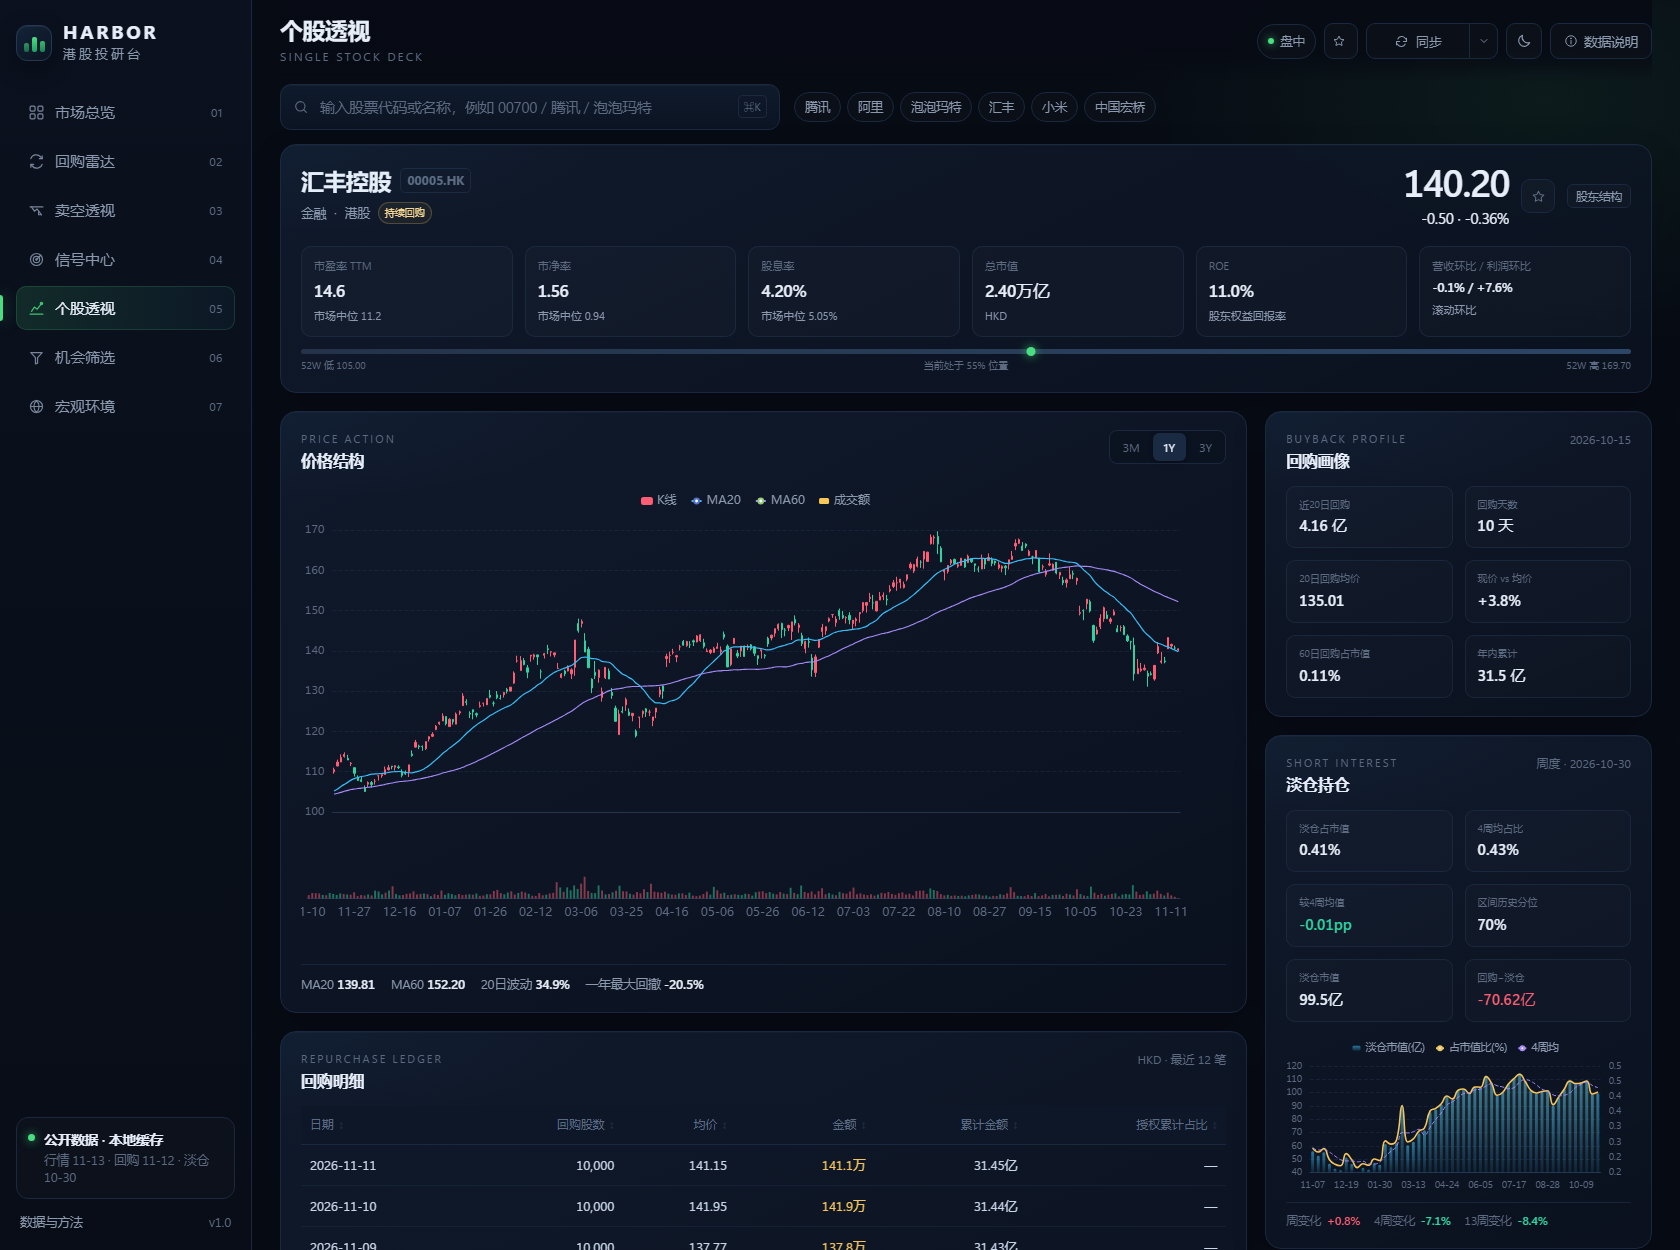 HARBOR
港股投研台
市场总览 01
回购雷达 02
卖空透视 03
信号中心 04
个股透视 05
机会筛选 06
宏观环境 07
公开数据 · 本地缓存
行情 11-13 · 回购 11-12 · 淡仓
10-30
数据与方法 v1.0
个股透视
SINGLE STOCK DECK
盘中
同步
数据说明
输入股票代码或名称，例如 00700 / 腾讯 / 泡泡玛特 ⌘K
腾讯 阿里 泡泡玛特 汇丰 小米 中国宏桥
汇丰控股 00005.HK
金融 · 港股 持续回购
140.20
-0.50 · -0.36%
股东结构
市盈率 TTM
14.6
市场中位 11.2
市净率
1.56
市场中位 0.94
股息率
4.20%
市场中位 5.05%
总市值
2.40万亿
HKD
ROE
11.0%
股东权益回报率
营收环比 / 利润环比
-0.1% / +7.6%
滚动环比
52W 低 105.00 当前处于 55% 位置 52W 高 169.70
PRICE ACTION
价格结构
3M 1Y 3Y
K线 MA20 MA60 成交额
170
160
150
140
130
120
110
100
1-10 11-27 12-16 01-07 01-26 02-12 03-06 03-25 04-16 05-06 05-26 06-12 07-03 07-22 08-10 08-27 09-15 10-05 10-23 11-11
MA20 139.81 MA60 152.20 20日波动 34.9% 一年最大回撤 -20.5%
REPURCHASE LEDGER
回购明细
HKD · 最近 12 笔
日期 回购股数 均价 金额 累计金额 授权累计占比
2026-11-11 10,000 141.15 141.1万 31.45亿 —
2026-11-10 10,000 141.95 141.9万 31.44亿 —
2026-11-09 10,000 137.77 137.8万 31.43亿 —
BUYBACK PROFILE
回购画像
2026-10-15
近20日回购
4.16 亿
回购天数
10 天
20日回购均价
135.01
现价 vs 均价
+3.8%
60日回购占市值
0.11%
年内累计
31.5 亿
SHORT INTEREST
淡仓持仓
周度 · 2026-10-30
淡仓占市值
0.41%
4周均占比
0.43%
较4周均值
-0.01pp
区间历史分位
70%
淡仓市值
99.5亿
回购−淡仓
-70.62亿
淡仓市值(亿) 占市值比(%) 4周均
120
110
100
90
80
70
60
50
40
0.5
0.5
0.4
0.4
0.3
0.3
0.2
0.2
11-07 12-19 01-30 03-13 04-24 06-05 07-17 08-28 10-09
周变化 +0.8% 4周变化 -7.1% 13周变化 -8.4%